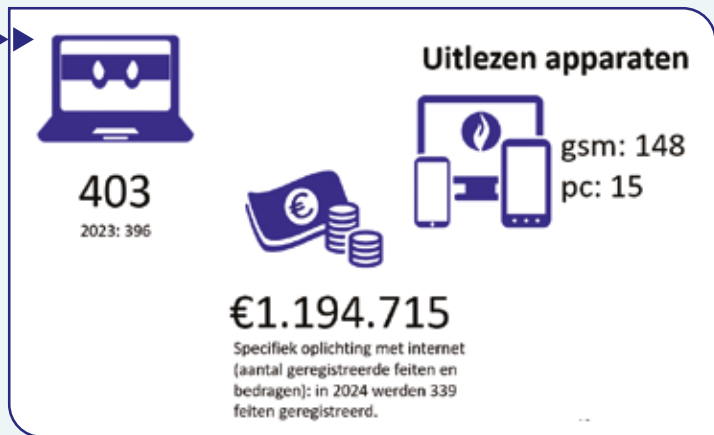 403
2023: 396
€1.194.715
Specifiek oplichting met internet
(aantal geregistreerde feiten en
bedragen): in 2024 werden 339
feiten geregistreerd.
Uitlezen apparaten
gsm: 148
pc: 15